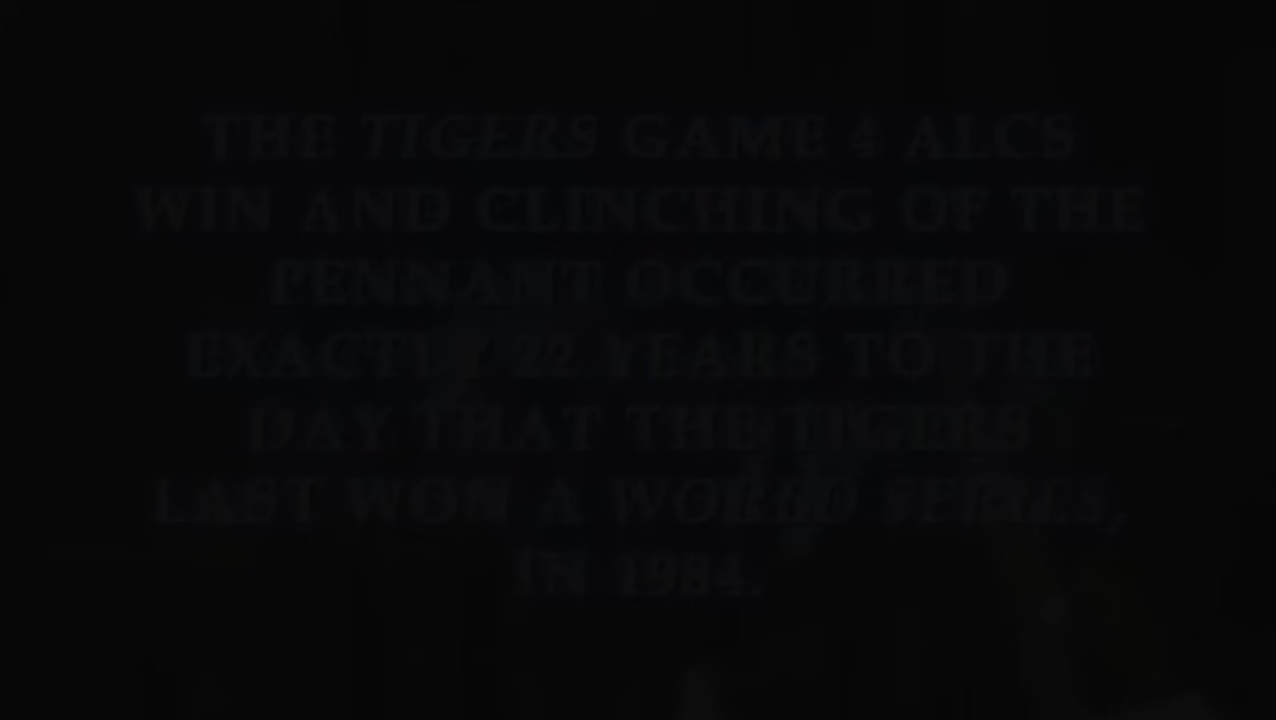 THE TIGERS GAME 4 ALCS
WIN AND CLINCHING OF THE
PENNANT OCCURRED
EXACTLY 22 YEARS TO THE
DAY THAT THE TIGERS
LAST WON A WORLD SERIES,
IN 1984.